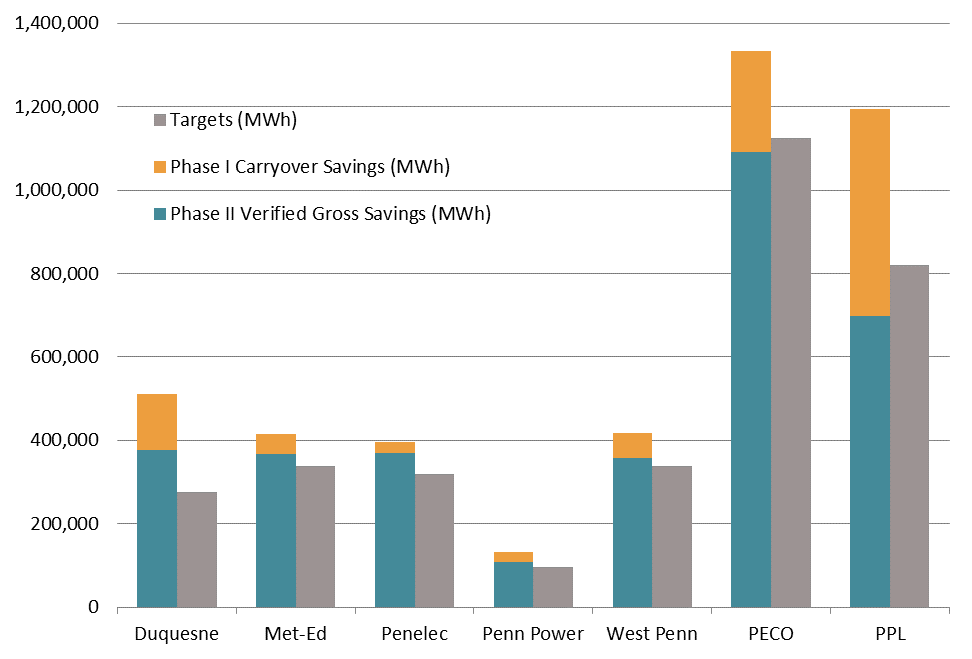 1,400,000
1,200,000
Targets (MWh)
Phase I Carryover Savings (MWh)
1,000,000
Phase II Verified Gross Savings (MWh)
800,000
600,000
400,000
200,000
0
Duquesne Met-Ed Penelec Penn Power West Penn PECO PPL